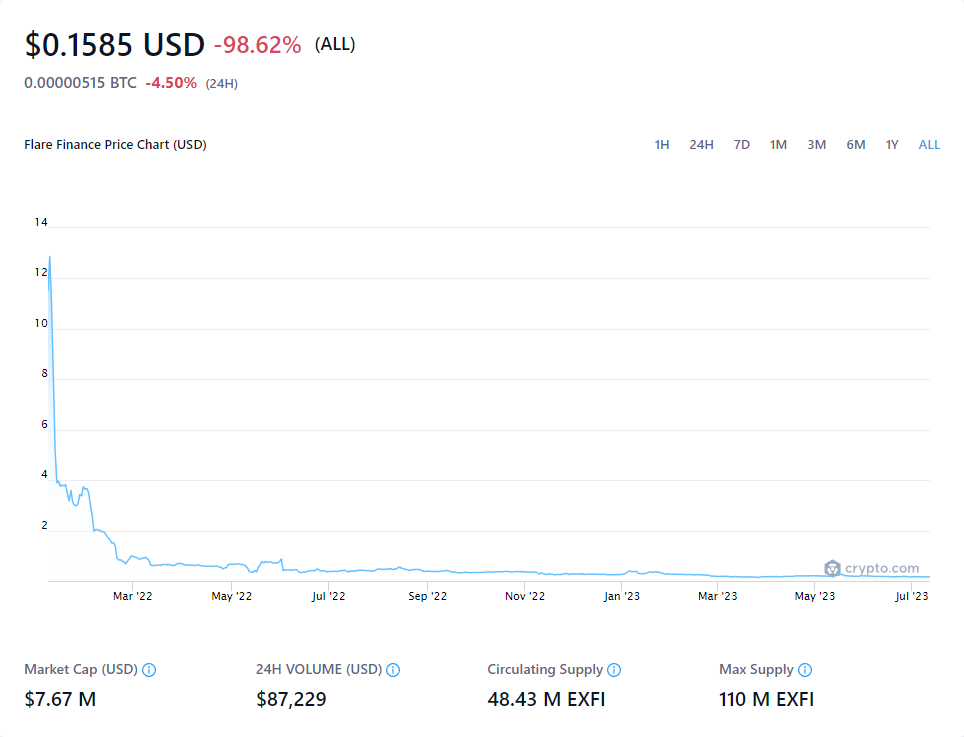 $0.1585 USD -98.62% (ALL)
0.00000515 BTC -4.50% (24H)
Flare Finance Price Chart (USD) 1H 24H 7D 1M 3M 6M 1Y ALL
14
12
10
8
6
4
2
crypto.com
Mar '22 May '22 Jul '22 Sep '22 Nov '22 Jan '23 Mar '23 May '23 Jul '23
Market Cap (USD) 24H VOLUME (USD) Circulating Supply Max Supply
$7.67 M $87,229 48.43 M EXFI 110 M EXFI